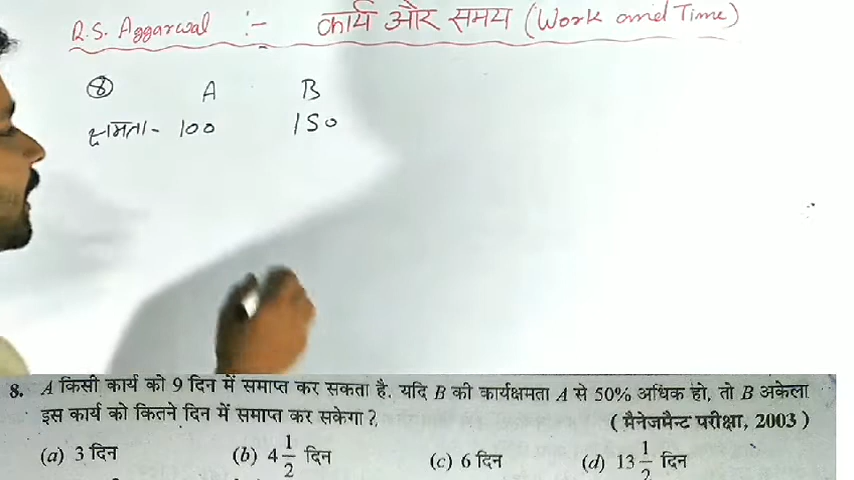 R.S. Aggarwal :- कार्य और समय (Work and Time)
⑧ A B
क्षमता- 100 150
8. A किसी कार्य को 9 दिन में समाप्त कर सकता है. यदि B की कार्यक्षमता A से 50% अधिक हो, तो B अकेला
इस कार्य को कितने दिन में समाप्त कर सकेगा ? (मैनेजमैन्ट परीक्षा, 2003)
(a) 3 दिन (b) 4 1/2 दिन (c) 6 दिन (d) 13 1/2 दिन